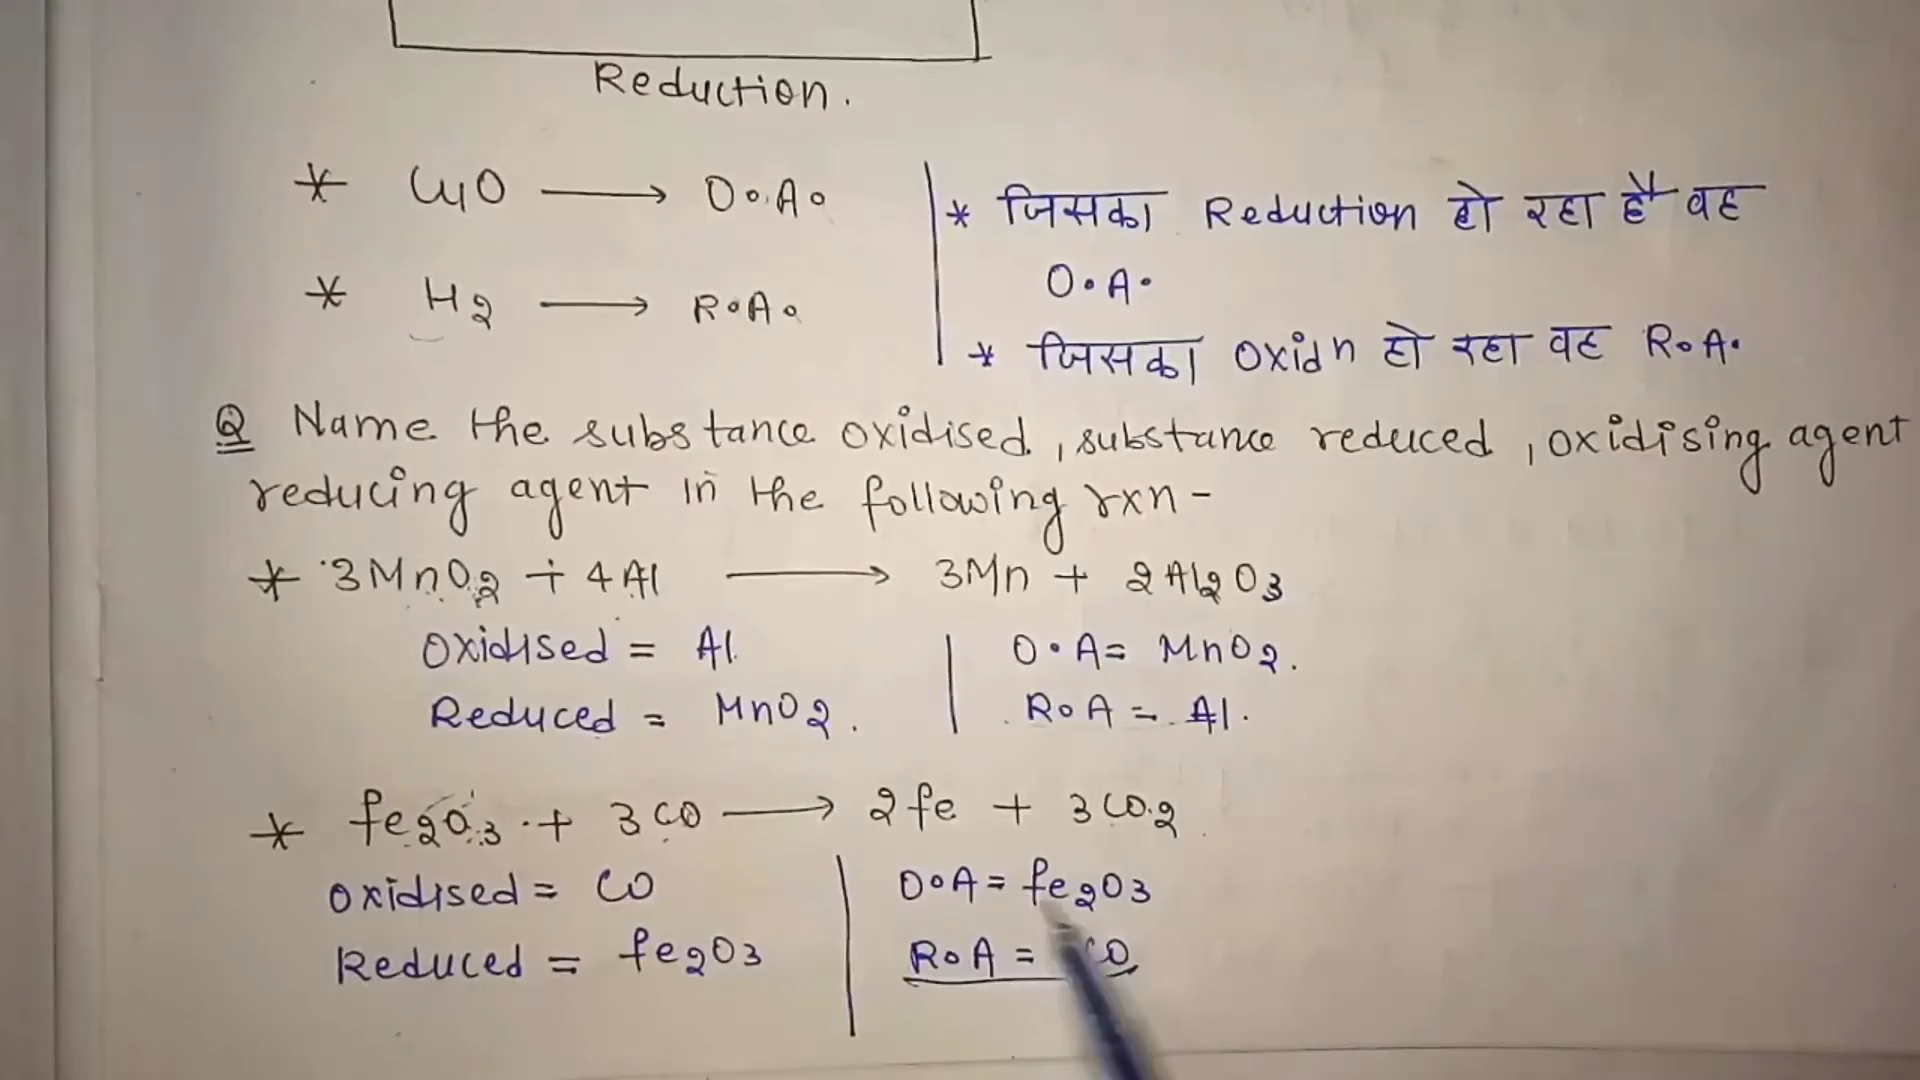 Reduction.
* CuO → O.A.
* H2 → R.A.
* जिसका Reduction हो रहा है वह
O.A.
* जिसका Oxidn हो रहा वह R.A.
Q Name the substance oxidised, substance reduced, oxidising agent
reducing agent in the following rxn -
* 3MnO2 + 4Al → 3Mn + 2Al2O3
Oxidised = Al | O.A = MnO2.
Reduced = MnO2. | R.A = Al.
* fe2O3 + 3CO → 2fe + 3CO2
Oxidised = CO | O.A = fe2O3
Reduced = fe2O3 | R.A = CO